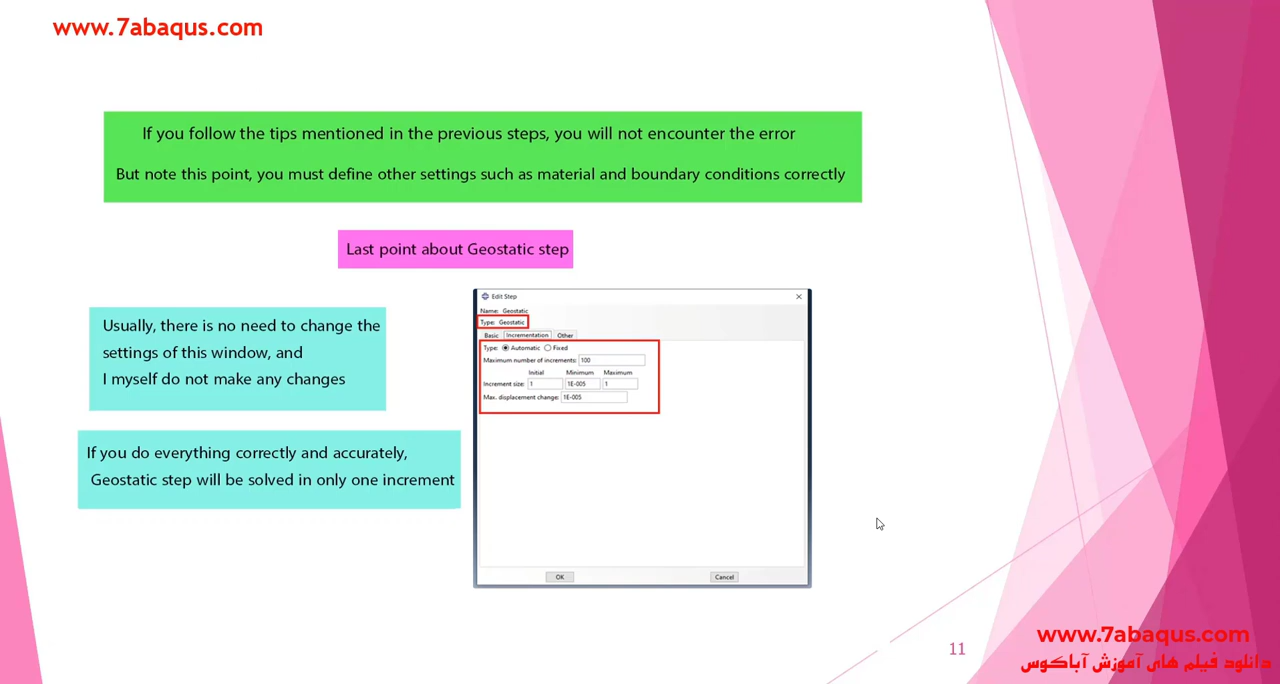 www.7abaqus.com
If you follow the tips mentioned in the previous steps, you will not encounter the error
But note this point, you must define other settings such as material and boundary conditions correctly
Last point about Geostatic step
Usually, there is no need to change the
settings of this window, and
I myself do not make any changes
If you do everything correctly and accurately,
Geostatic step will be solved in only one increment
Edit Step
Name: Geostatic
Type: Geostatic
Basic Incrementation Other
Type: Automatic Fixed
Maximum number of increments: 100
Initial Minimum Maximum
Increment size: 1 1E-005 1
Max. displacement change: 1E-005
OK Cancel
11
www.7abaqus.com
دانلود فیلم های آموزش آباکوس